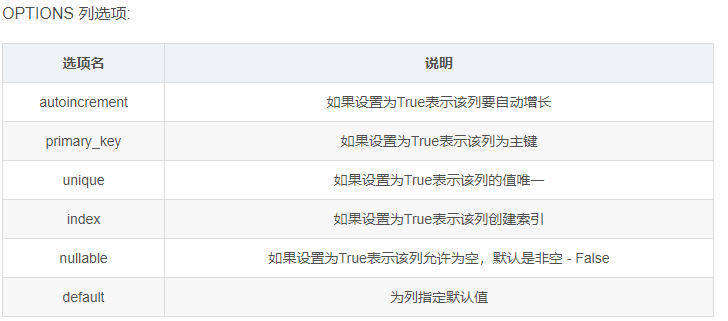 OPTIONS 列选项:
选项名 说明
autoincrement 如果设置为True表示该列要自动增长
primary_key 如果设置为True表示该列为主键
unique 如果设置为True表示该列的值唯一
index 如果设置为True表示该列创建索引
nullable 如果设置为True表示该列允许为空，默认是非空 - False
default 为列指定默认值